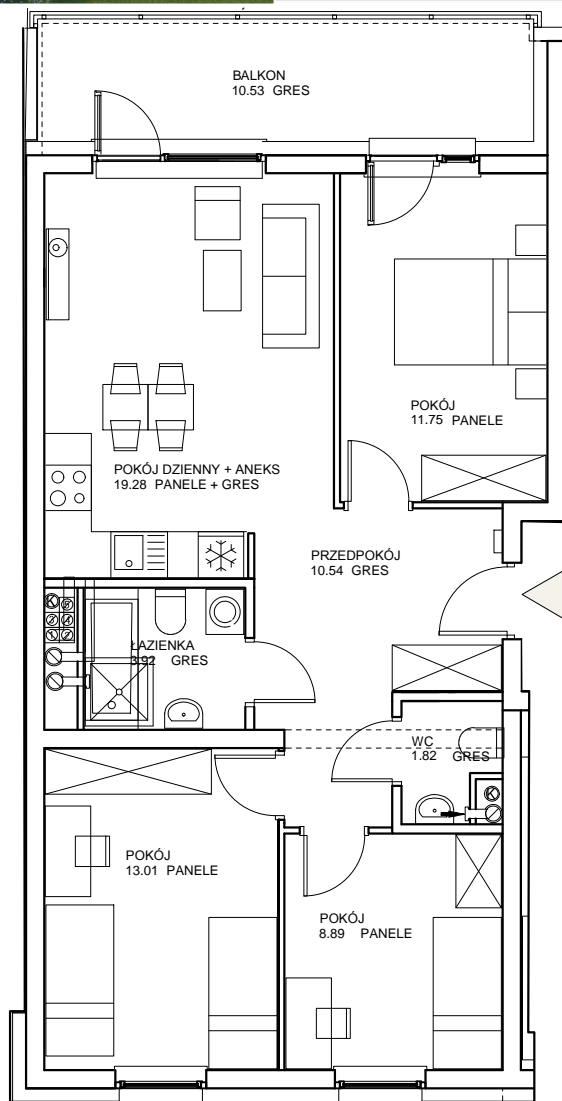 BALKON
10.53 GRES
POKÓJ
11.75 PANELE
POKÓJ DZIENNY + ANEKS
19.28 PANELE + GRES
PRZEDPOKÓJ
10.54 GRES
ŁAZIENKA
3.92 GRES
WC
1.82 GRES
POKÓJ
13.01 PANELE
POKÓJ
8.89 PANELE